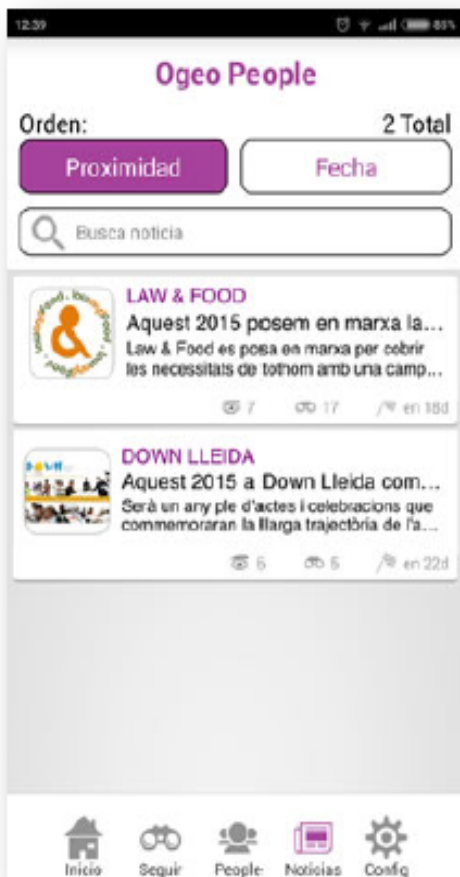 12:39
85%
Ogeo People
Orden:
2 Total
Proximidad
Fecha
Busca noticia
LAW & FOOD
Aquest 2015 posem en marxa la...
Law & Food es posa en marxa per cobrir
les necessitats de tothom amb una camp...
7
17
en 18d
DOWN LLEIDA
Aquest 2015 a Down Lleida com...
Serà un any ple d'actes i celebracions que
commemoraran la llarga trajectòria de l'a...
5
en 22d
Inicio
Seguir
People
Noticias
Config